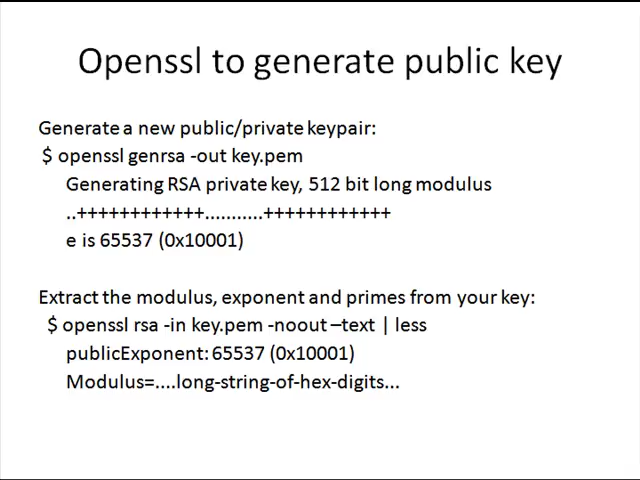 Openssl to generate public key
Generate a new public/private keypair:
$ openssl genrsa -out key.pem
Generating RSA private key, 512 bit long modulus
..++++++++++++...........++++++++++++
e is 65537 (0x10001)
Extract the modulus, exponent and primes from your key:
$ openssl rsa -in key.pem -noout –text | less
publicExponent: 65537 (0x10001)
Modulus=....long-string-of-hex-digits...